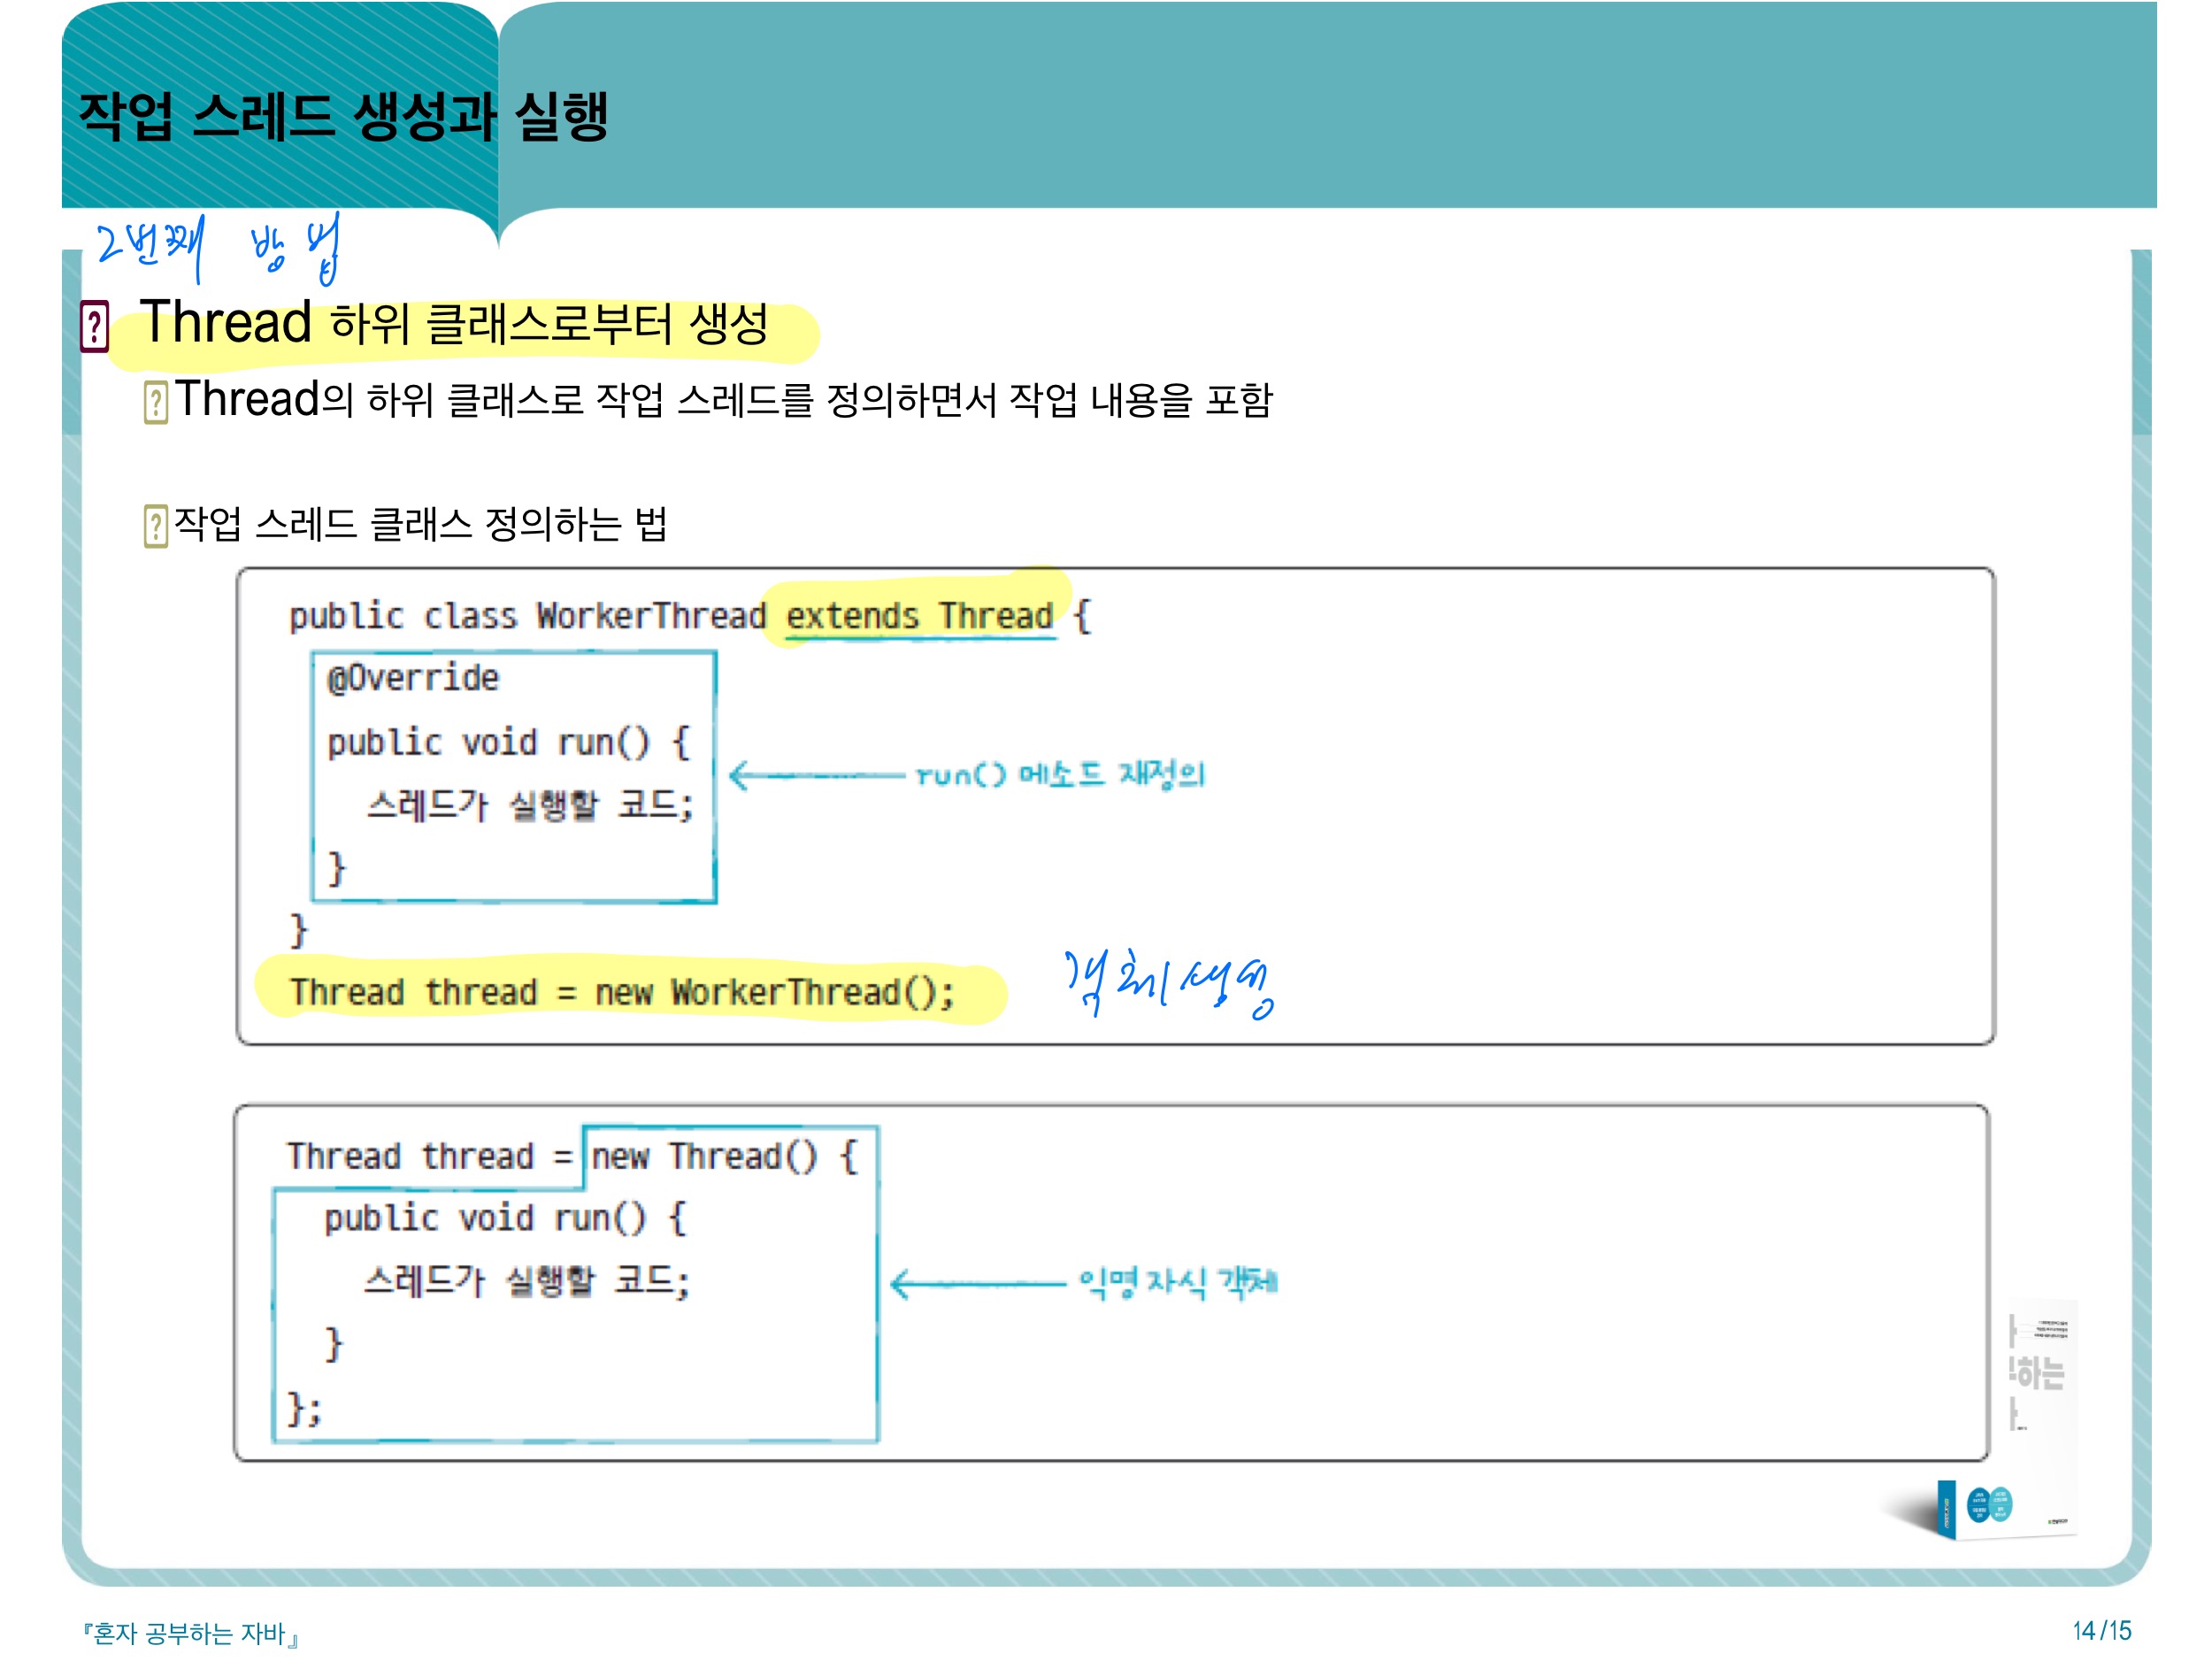 작업 스레드 생성과 실행
2번째 방법
Thread 하위 클래스로부터 생성
Thread의 하위 클래스로 작업 스레드를 정의하면서 작업 내용을 포함
작업 스레드 클래스 정의하는 법
public class WorkerThread extends Thread {
@Override
public void run() {
스레드가 실행할 코드;
}
run() 메소드 재정의
}
Thread thread = new WorkerThread();
객체생성
Thread thread = new Thread() {
public void run() {
스레드가 실행할 코드;
}
};
익명 자식 객체
하는
『혼자 공부하는 자바』
14/15